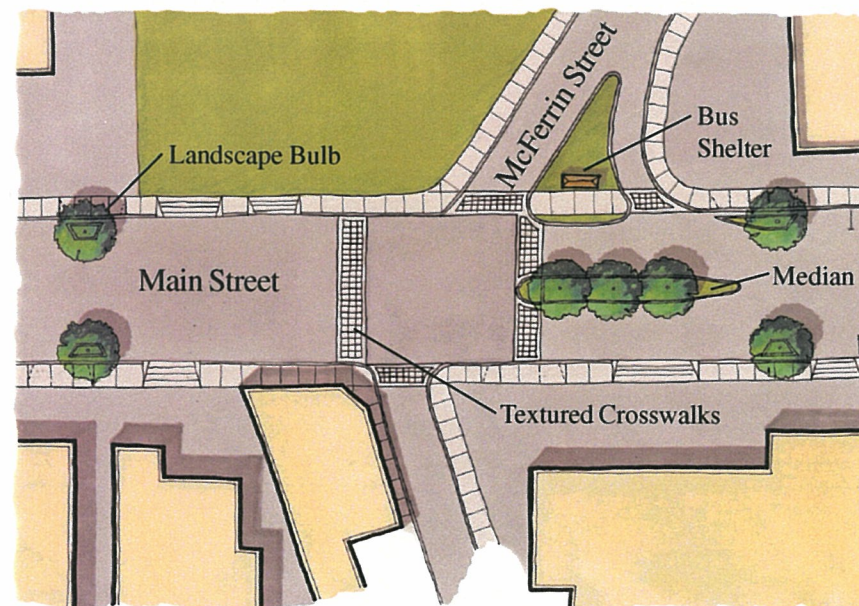 McFerrin Street
Bus
Shelter
Landscape Bulb
Main Street
Median
Textured Crosswalks